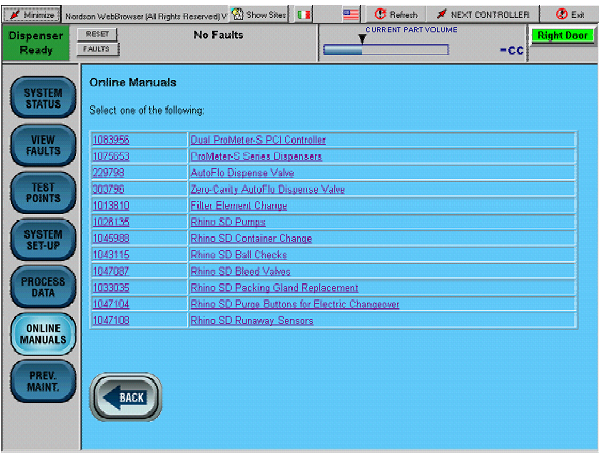 Minimize Nordson WebBrowser (All Rights Reserved) V Show Sites Refresh NEXT CONTROLLER Exit
Dispenser Ready
RESET
FAULTS
No Faults
CURRENT PART VOLUME
-CC
Right Door
SYSTEM STATUS
VIEW FAULTS
TEST POINTS
SYSTEM SET-UP
PROCESS DATA
ONLINE MANUALS
PREV. MAINT.
Online Manuals
Select one of the following:
1083956 Dual ProMeter-S PCI Controller
1075653 ProMeter-S Series Dispensers
229798 AutoFlo Dispense Valve
303798 Zero-Cavity AutoFlo Dispense Valve
1013810 Filter Element Change
1028135 Rhino SD Pumps
1045988 Rhino SD Container Change
1043115 Rhino SD Ball Checks
1047087 Rhino SD Bleed Valves
1033035 Rhino SD Packing Gland Replacement
1047104 Rhino SD Purge Buttons for Electric Changeover
1047108 Rhino SD Runaway Sensors
BACK